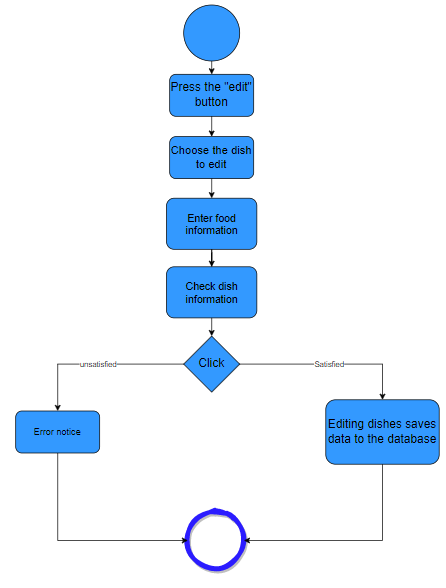 Press the "edit"
button
Choose the dish
to edit
Enter food
information
Check dish
information
Click
unsatisfied
Satisfied
Error notice
Editing dishes saves
data to the database